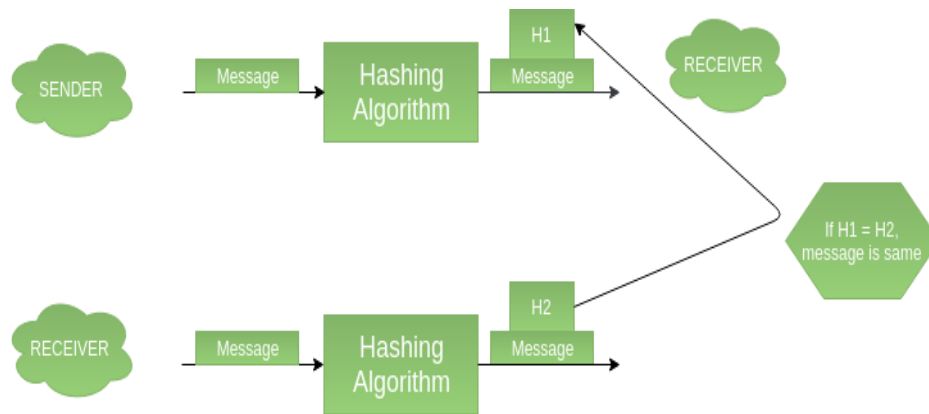 SENDER
Message
Hashing
Algorithm
H1
Message
RECEIVER
If H1 = H2,
message is same
RECEIVER
Message
Hashing
Algorithm
H2
Message